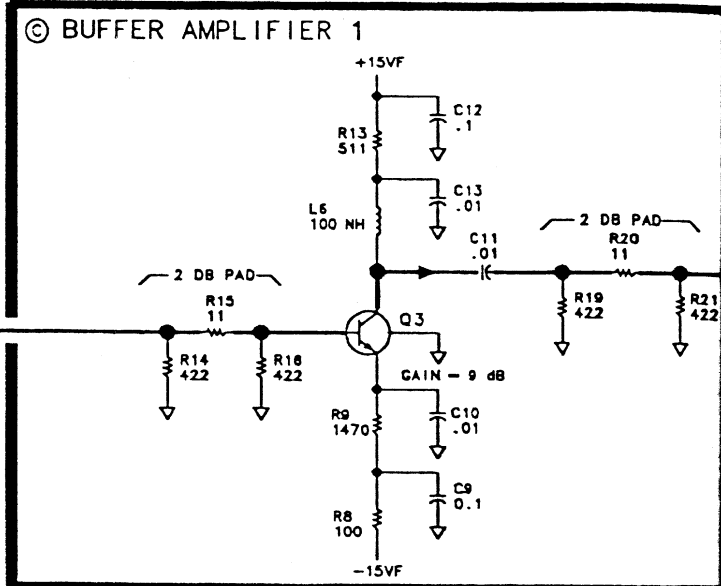 © BUFFER AMPLIFIER 1
+15VF
C12
.1
R13
511
C13
.01
L6
100 NH
C11
.01
2 DB PAD
R20
11
2 DB PAD
R15
11
R19
422
R21
422
Q3
R14
422
R16
422
GAIN - 9 dB
R9
1470
C10
.01
C9
0.1
R8
100
-15VF